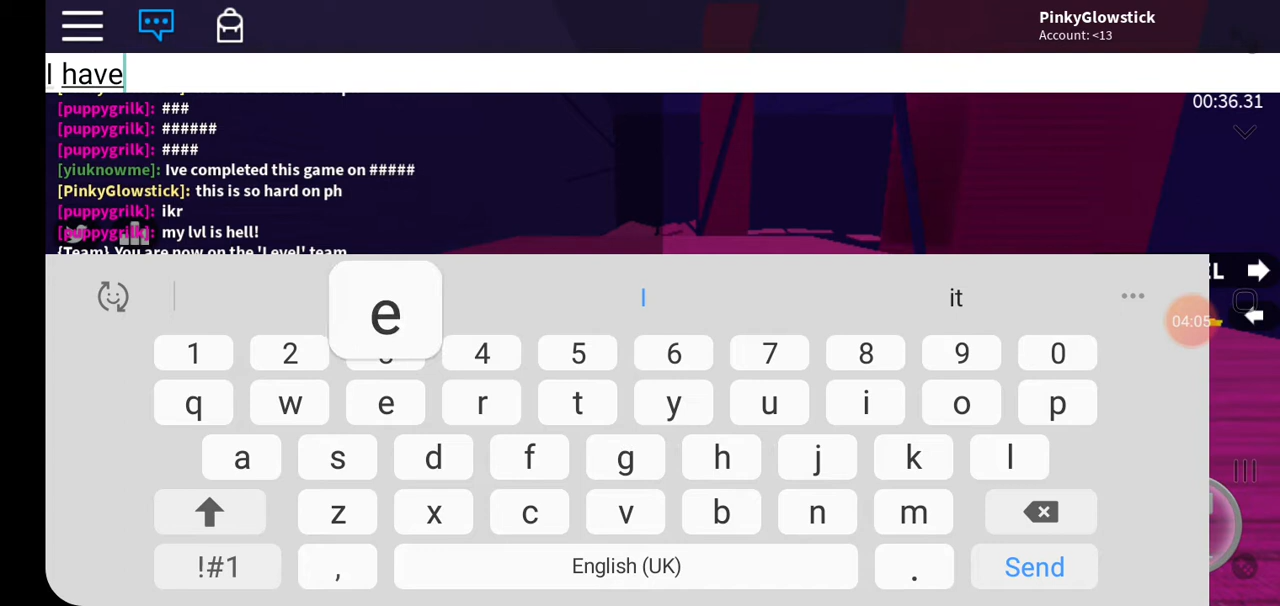 PinkyGlowstick
Account: <13
I have
00:36.31
[puppygrilk]: ###
[puppygrilk]: ######
[puppygrilk]: ####
[yiuknowme]: Ive completed this game on #####
[PinkyGlowstick]: this is so hard on ph
[puppygrilk]: ikr
[puppygrilk]: my lvl is hell!
{Team} You are now on the 'Level' team
EL
e
I
it
04:05
1 2 4 5 6 7 8 9 0
q w e r t y u i o p
a s d f g h j k l
z x c v b n m
!#1 , English (UK) . Send